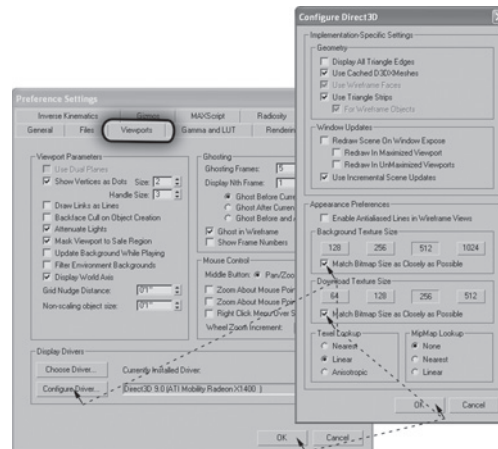 Configure Direct3D
Implementation-Specific Settings
Geometry
Display All Triangle Edges
Use Cached D3DXMeshes
Use Wireframe Faces
Use Triangle Strips
For Wireframe Objects
Window Updates
Redraw Scene On Window Expose
Redraw In Maximized Viewport
Redraw In UnMaximized Viewports
Use Incremental Scene Updates
Appearance Preferences
Enable Antialiased Lines in Wireframe Views
Background Texture Size
128 256 512 1024
Match Bitmap Size as Closely as Possible
Download Texture Size
64 128 256 512
Match Bitmap Size as Closely as Possible
Texel Lookup
Nearest
Linear
Anisotropic
MipMap Lookup
None
Nearest
Linear
OK Cancel
Preference Settings
Inverse Kinematics Gizmos MAXScript Radiosity
General Files Viewports Gamma and LUT
Viewport Parameters
Use Dual Planes
Show Vertices as Dots Size: 2
Handle Size: 3
Draw Links as Lines
Backface Cull on Object Creation
Attenuate Lights
Mask Viewport to Safe Region
Update Background While Playing
Filter Environment Backgrounds
Display World Axis
Grid Nudge Distance: 0'1"
Non-scaling object size: 0'1"
Ghosting
Ghosting Frames: 5
Display Nth Frame: 1
Ghost Before
Ghost After
Ghost Before and
Ghost in Wireframe
Show Frame Numbers
Mouse Control
Middle Button: Pan/Zoo
Zoom About Mouse
Zoom About Mouse
Right Click Menu Over S
Wheel Zoom Increment:
Display Drivers
Choose Driver... Currently Installed Driver:
Configure Driver... Direct3D 9.0 (ATI Mobility Radeon X1400 )
OK Cancel